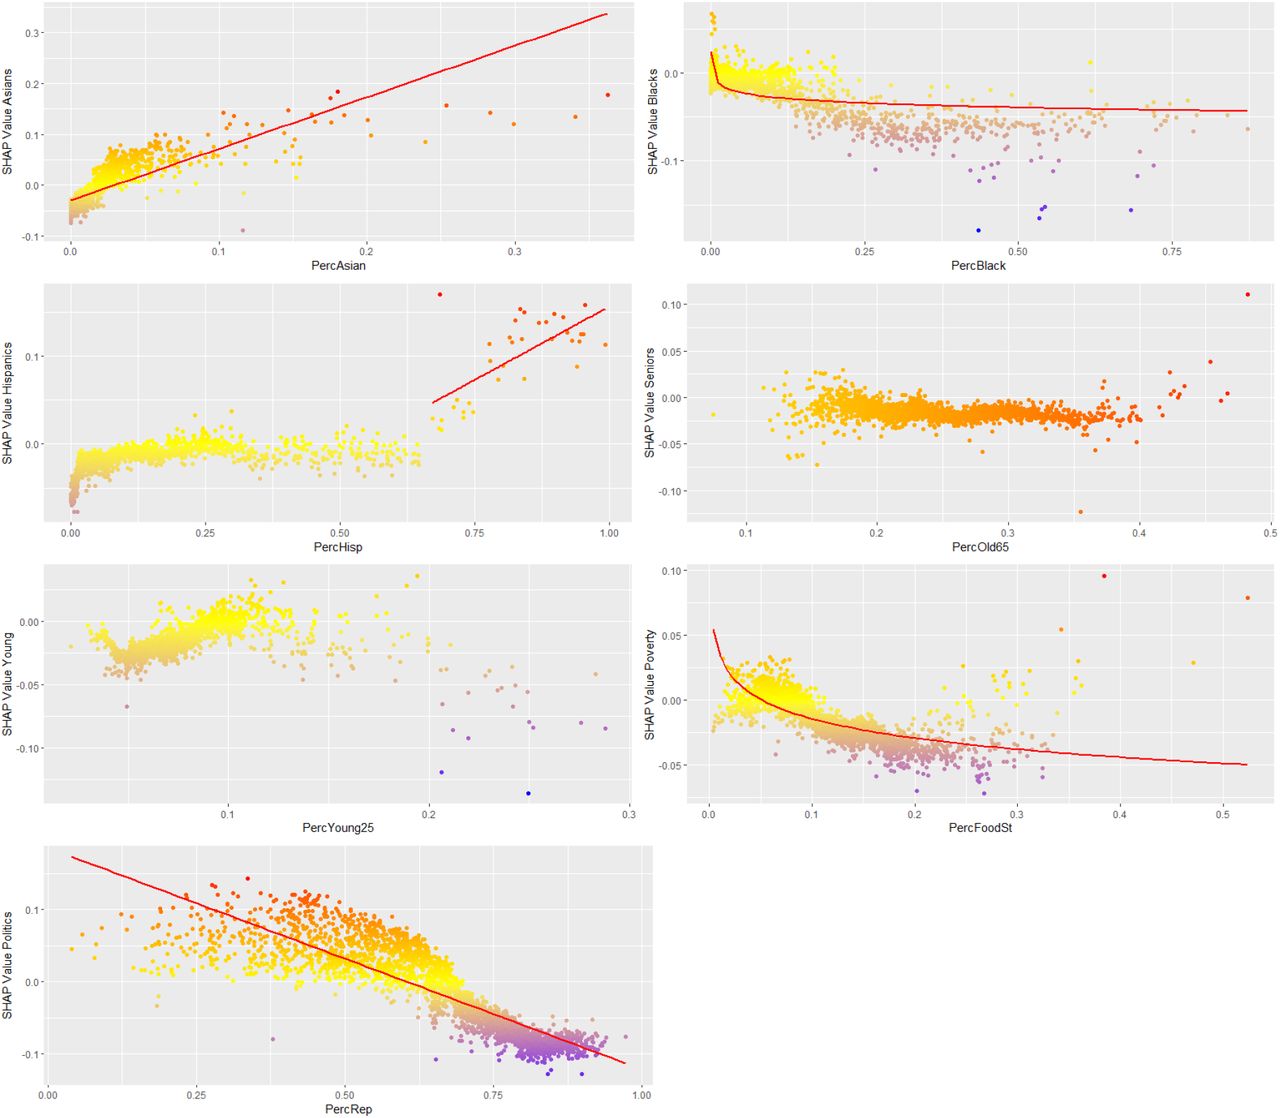 SHAP Value Asians
0.3
0.2
0.1
0.0
-0.1
0.0 0.1 0.2 0.3
PercAsian
SHAP Value Blacks
0.0
-0.1
0.00 0.25 0.50 0.75
PercBlack
SHAP Value Hispanics
0.1
0.0
0.00 0.25 0.50 0.75 1.00
PercHisp
SHAP Value Seniors
0.10
0.05
0.00
-0.05
-0.10
0.1 0.2 0.3 0.4 0.5
PercOld65
SHAP Value Young
0.00
-0.05
-0.10
0.1 0.2 0.3
PercYoung25
SHAP Value Poverty
0.10
0.05
0.00
-0.05
0.0 0.1 0.2 0.3 0.4 0.5
PercFoodSt
SHAP Value Politics
0.1
0.0
-0.1
0.00 0.25 0.50 0.75 1.00
PercRep